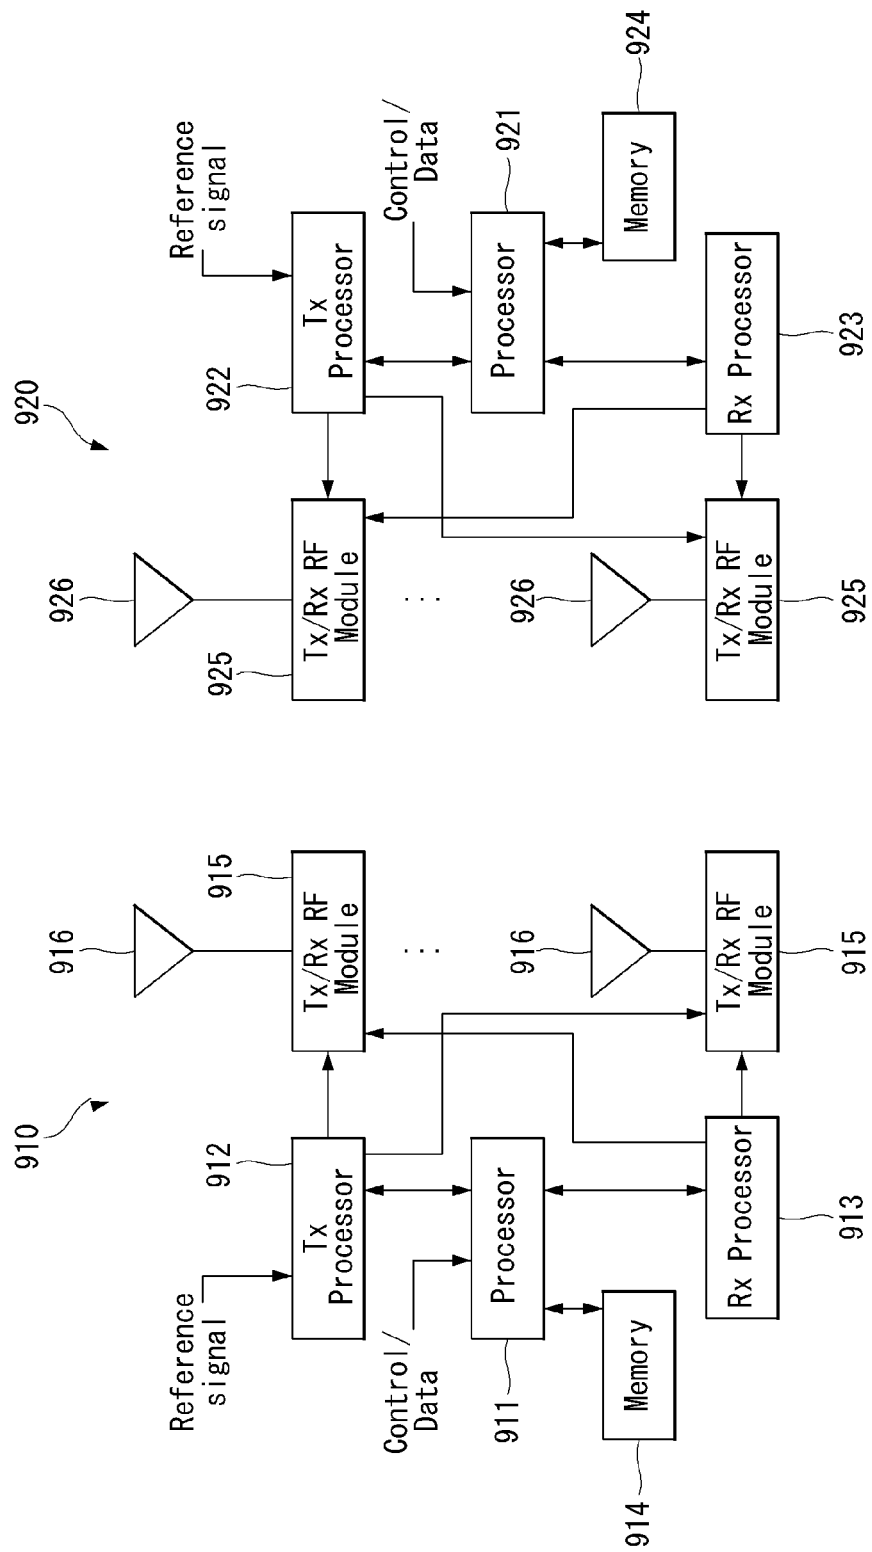 910
920
916
926
Reference
signal
912
915
925
922
Reference
signal
Tx
Processor
Tx/Rx RF
Module
Tx/Rx RF
Module
Tx
Processor
Control/
Data
...
...
Control/
Data
911
Processor
916
926
Processor
921
914
Memory
Memory
924
Rx Processor
Tx/Rx RF
Module
Tx/Rx RF
Module
Rx Processor
913
915
925
923